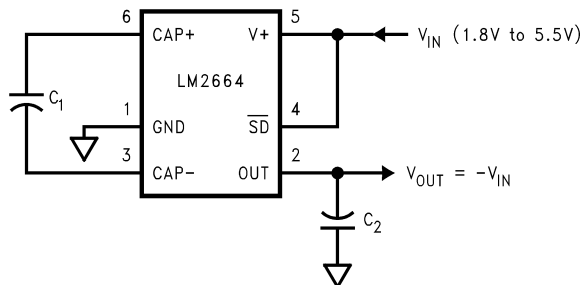 6 CAP+ V+ 5 V_IN (1.8V to 5.5V)
LM2664
C_1
1 GND S̅D̅ 4
3 CAP- OUT 2 V_OUT = -V_IN
C_2